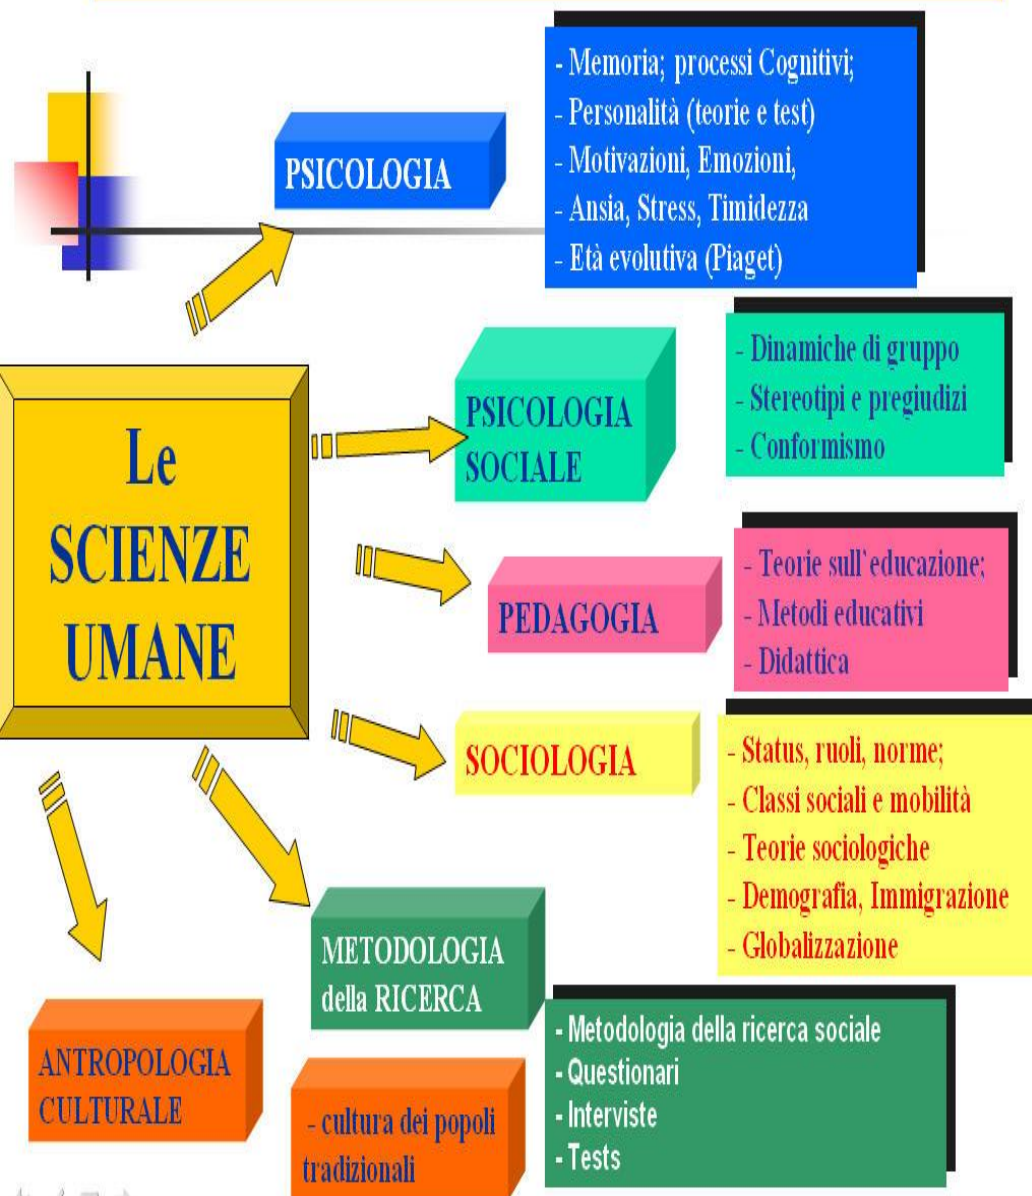 PSICOLOGIA
- Memoria; processi Cognitivi;
- Personalità (teorie e test)
- Motivazioni, Emozioni,
- Ansia, Stress, Timidezza
- Età evolutiva (Piaget)
Le
SCIENZE
UMANE
PSICOLOGIA
SOCIALE
- Dinamiche di gruppo
- Stereotipi e pregiudizi
- Conformismo
PEDAGOGIA
- Teorie sull`educazione;
- Metodi educativi
- Didattica
SOCIOLOGIA
- Status, ruoli, norme;
- Classi sociali e mobilità
- Teorie sociologiche
- Demografia, Immigrazione
- Globalizzazione
METODOLOGIA
della RICERCA
- Metodologia della ricerca sociale
- Questionari
- Interviste
- Tests
ANTROPOLOGIA
CULTURALE
- cultura dei popoli
tradizionali